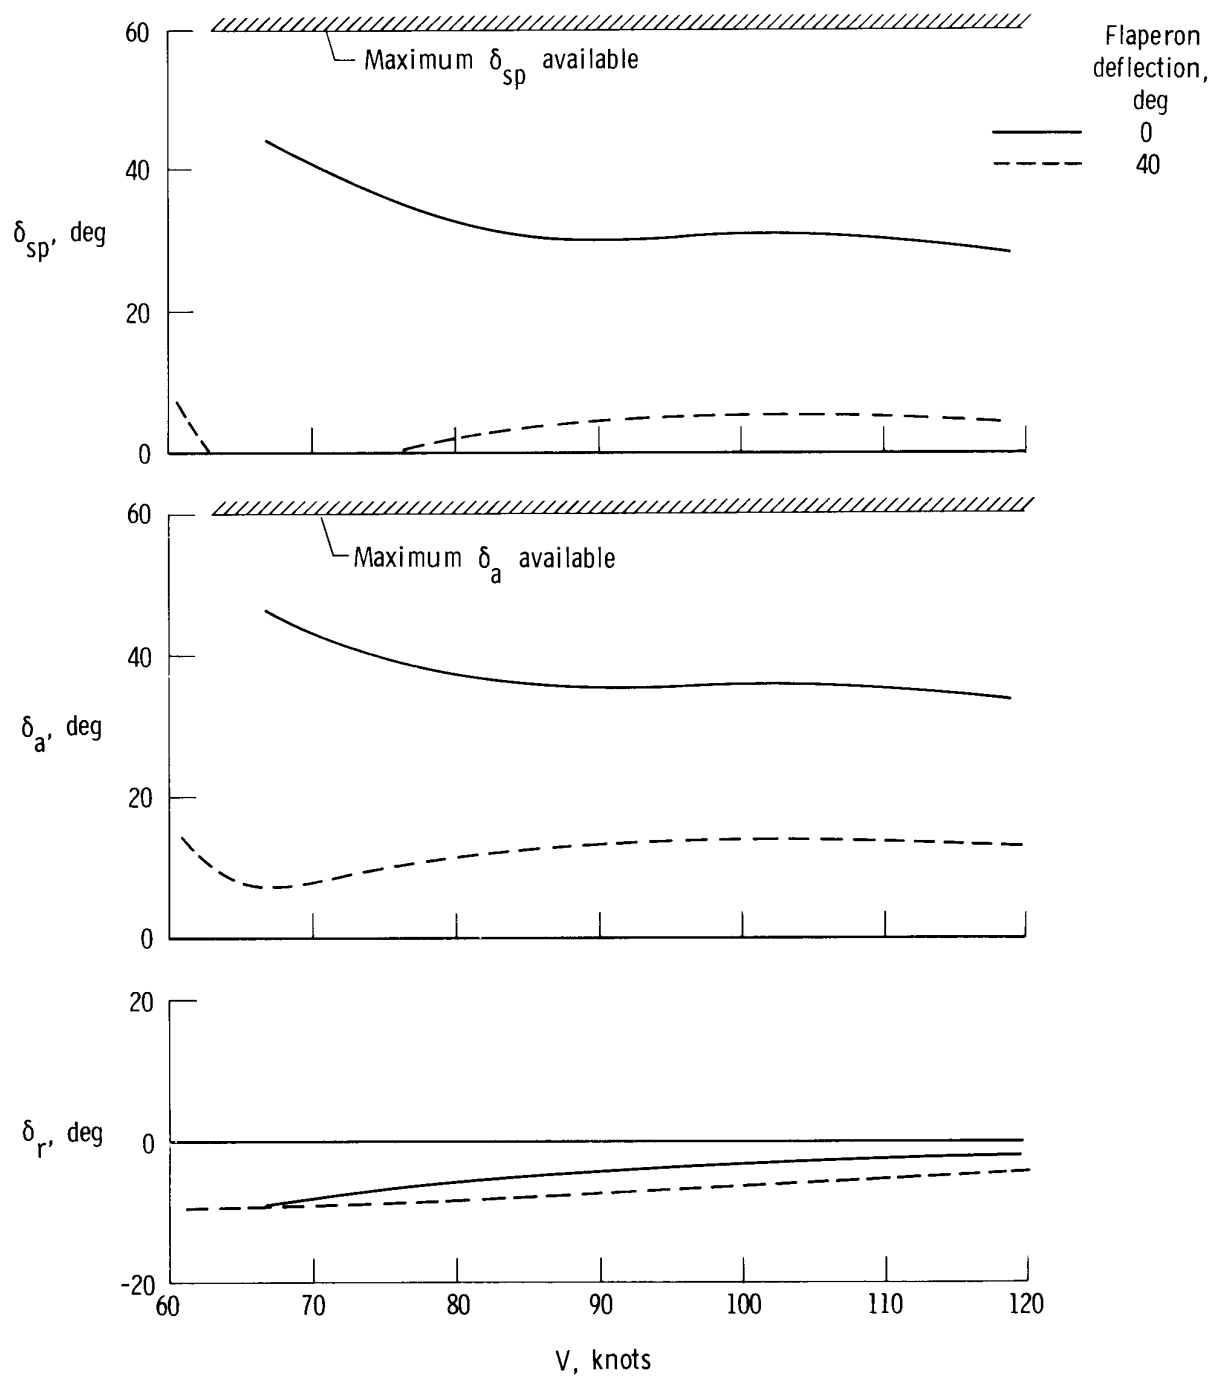 Flaperon
deflection,
deg
0
40
60
Maximum δsp available
40
δsp, deg
20
0
60
Maximum δa available
40
δa, deg
20
0
20
δr, deg
0
-20
60 70 80 90 100 110 120
V, knots